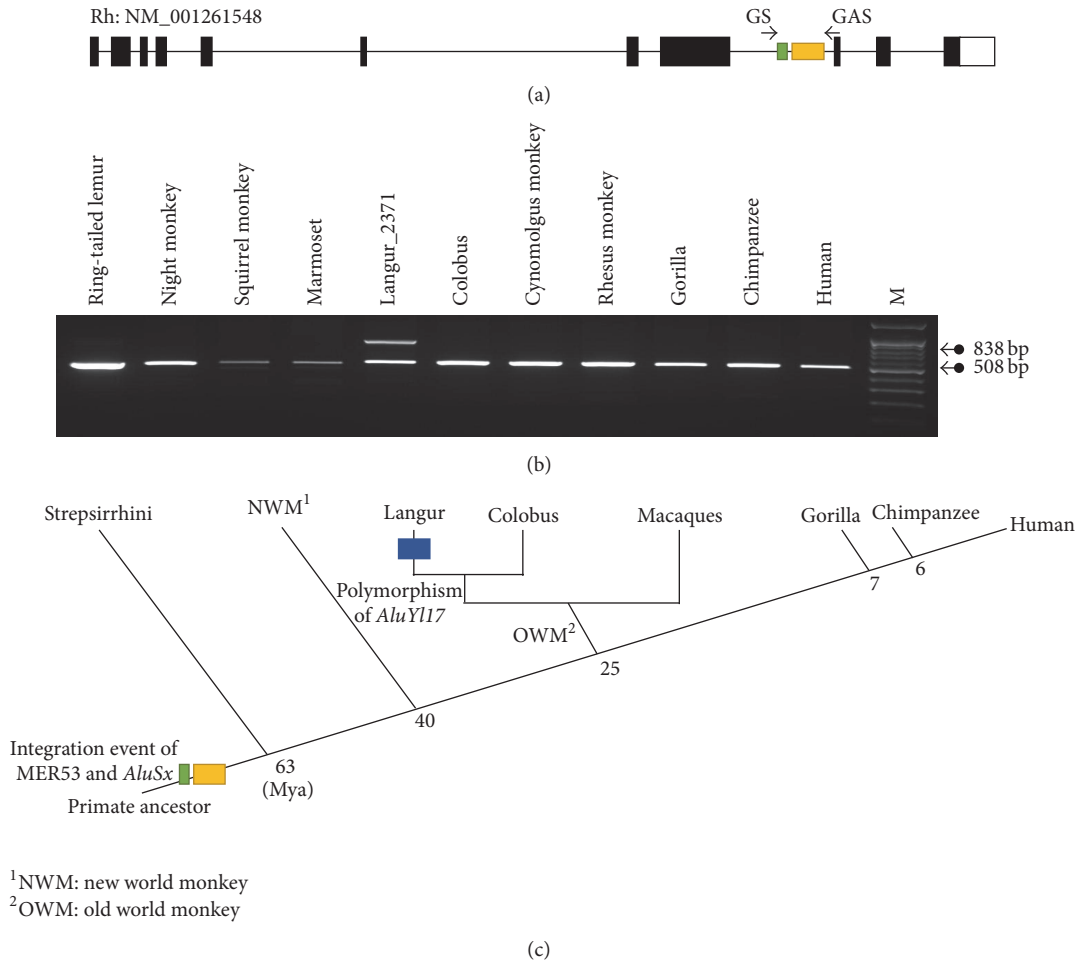 Rh: NM_001261548
GS
GAS
(a)
Ring-tailed lemur
Night monkey
Squirrel monkey
Marmoset
Langur_2371
Colobus
Cynomolgus monkey
Rhesus monkey
Gorilla
Chimpanzee
Human
M
838 bp
508 bp
(b)
Strepsirrhini
NWM¹
Langur
Colobus
Macaques
Gorilla
Chimpanzee
Human
Polymorphism
of AluYl17
OWM²
7
6
25
40
63
(Mya)
Integration event of
MER53 and AluSx
Primate ancestor
¹NWM: new world monkey
²OWM: old world monkey
(c)